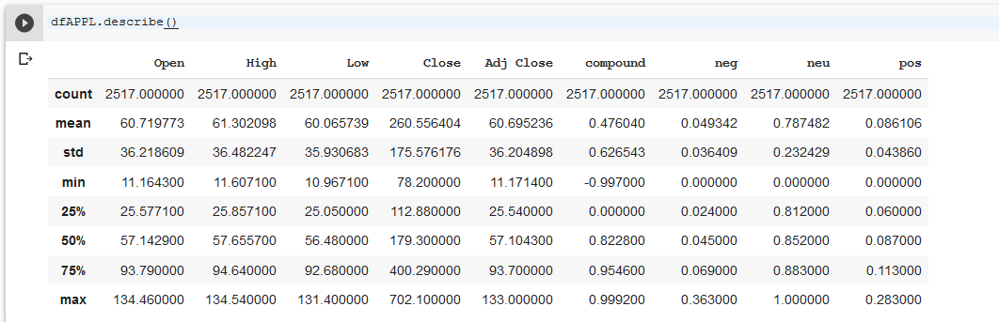 dfAPPL.describe()
Open High Low Close Adj Close compound neg neu pos
count 2517.000000 2517.000000 2517.000000 2517.000000 2517.000000 2517.000000 2517.000000 2517.000000 2517.000000
mean 60.719773 61.302098 60.065739 260.556404 60.695236 0.476040 0.049342 0.787482 0.086106
std 36.218609 36.482247 35.930683 175.576176 36.204898 0.626543 0.036409 0.232429 0.043860
min 11.164300 11.607100 10.967100 78.200000 11.171400 -0.997000 0.000000 0.000000 0.000000
25% 25.577100 25.857100 25.050000 112.880000 25.540000 0.000000 0.024000 0.812000 0.060000
50% 57.142900 57.655700 56.480000 179.300000 57.104300 0.822800 0.045000 0.852000 0.087000
75% 93.790000 94.640000 92.680000 400.290000 93.700000 0.954600 0.069000 0.883000 0.113000
max 134.460000 134.540000 131.400000 702.100000 133.000000 0.999200 0.363000 1.000000 0.283000